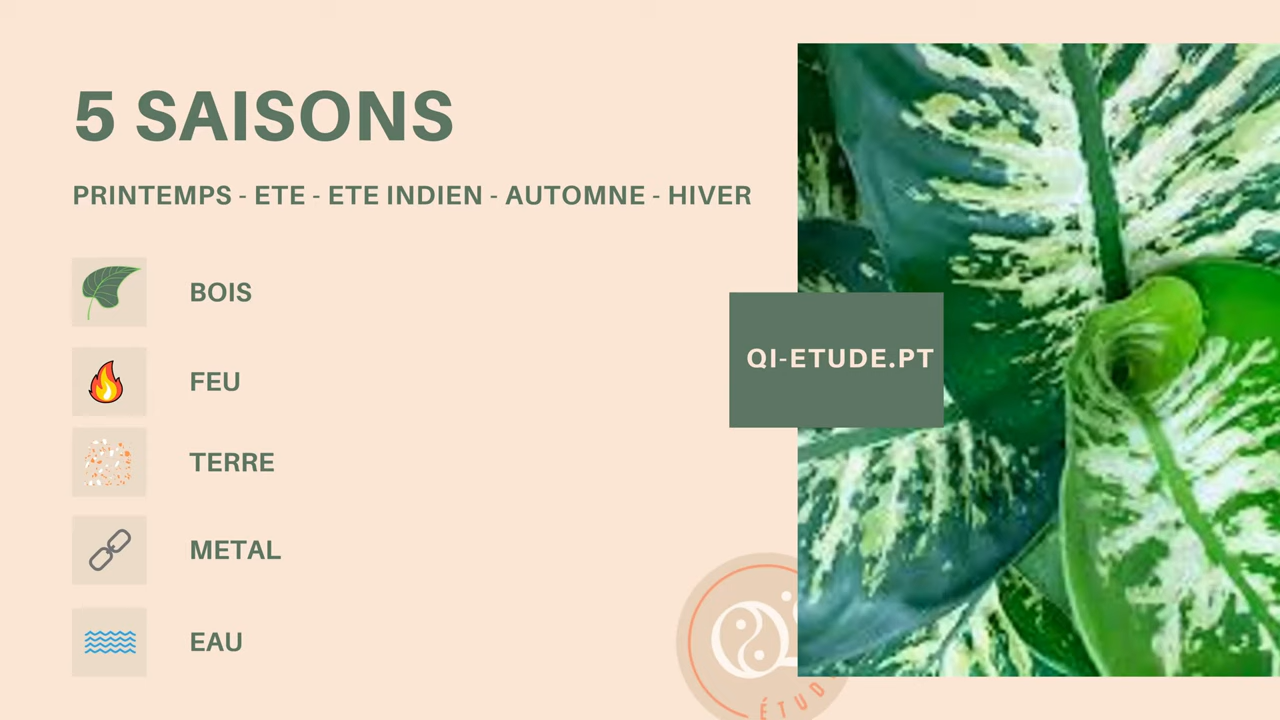 5 SAISONS
PRINTEMPS - ETE - ETE INDIEN - AUTOMNE - HIVER
BOIS
FEU
TERRE
METAL
EAU
QI-ETUDE.PT